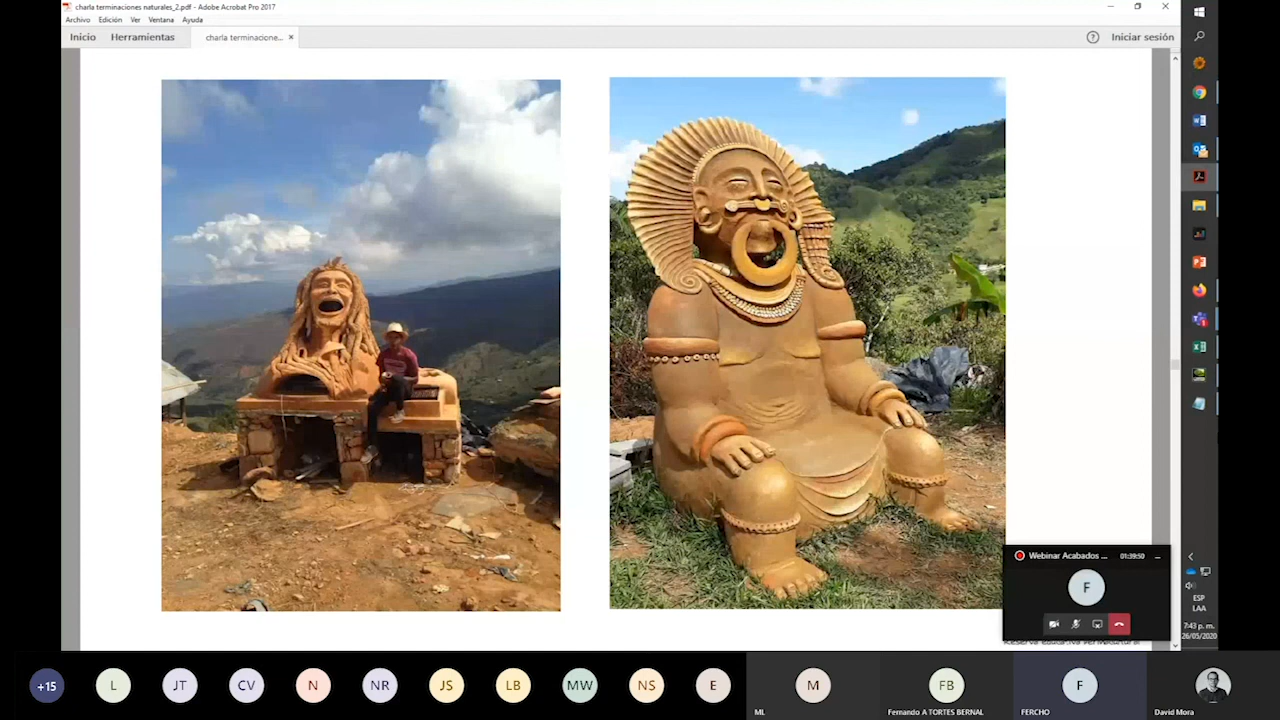 charla terminaciones naturales_2.pdf - Adobe Acrobat Pro 2017
Archivo Edición Ver Ventana Ayuda
Inicio Herramientas charla terminacione... × ? Iniciar sesión
Webinar Acabados ... 01:39:50
F
ESP
LAA
7:43 p. m.
26/05/2020
+15 L JT CV N NR JS LB MW NS E M FB F
ML Fernando A TORTES BERNAL FERCHO David Mora